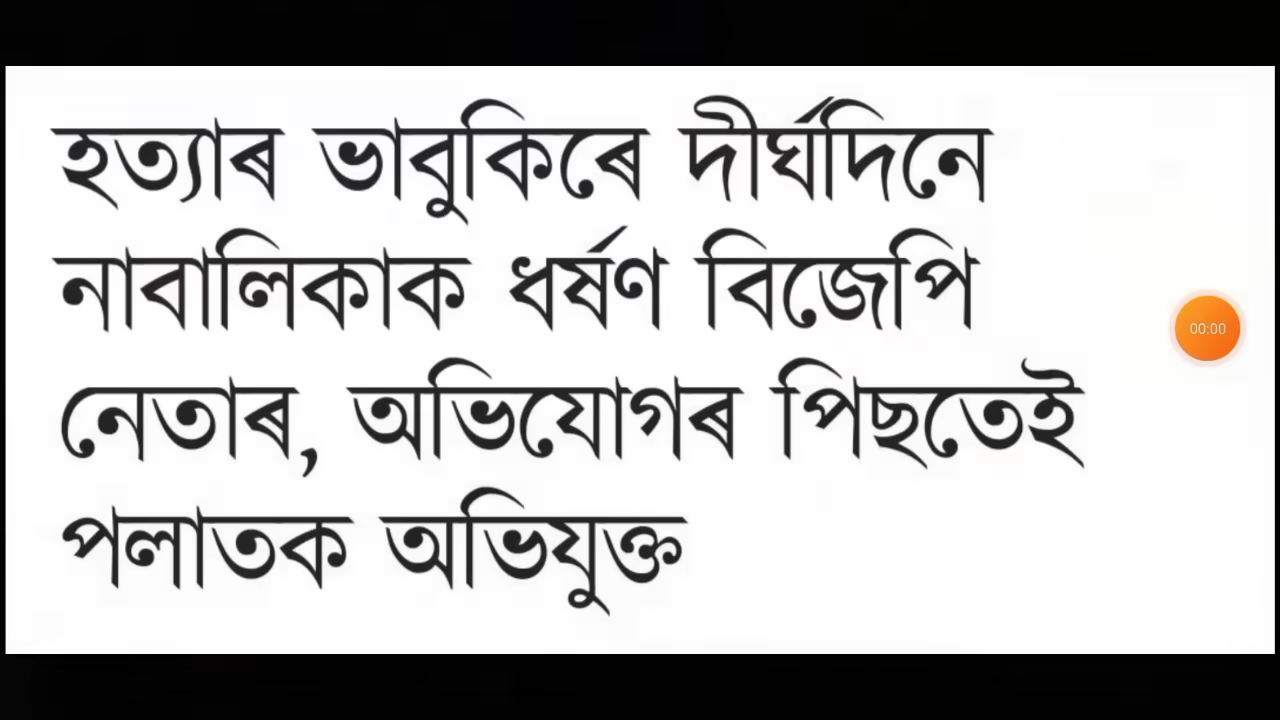 হত্যাৰ ভাবুকিৰে দীৰ্ঘদিনে
নাবালিকাক ধৰ্ষণ বিজেপি
নেতাৰ, অভিযোগৰ পিছতেই
পলাতক অভিযুক্ত
00:00